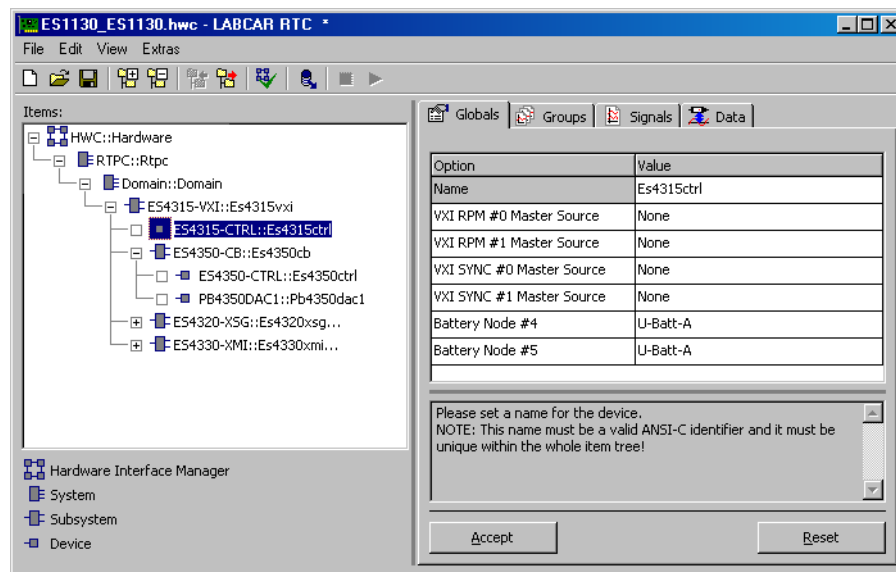 ES1130_ES1130.hwc - LABCAR RTC *
File Edit View Extras
Items:
HWC::Hardware
RTPC::Rtpc
Domain::Domain
ES4315-VXI::Es4315vxi
ES4315-CTRL::Es4315ctrl
ES4350-CB::Es4350cb
ES4350-CTRL::Es4350ctrl
PB4350DAC1::Pb4350dac1
ES4320-XSG::Es4320xsg...
ES4330-XMI::Es4330xmi...
Hardware Interface Manager
System
Subsystem
Device
Globals Groups Signals Data
Option Value
Name Es4315ctrl
VXI RPM #0 Master Source None
VXI RPM #1 Master Source None
VXI SYNC #0 Master Source None
VXI SYNC #1 Master Source None
Battery Node #4 U-Batt-A
Battery Node #5 U-Batt-A
Please set a name for the device.
NOTE: This name must be a valid ANSI-C identifier and it must be
unique within the whole item tree!
Accept Reset